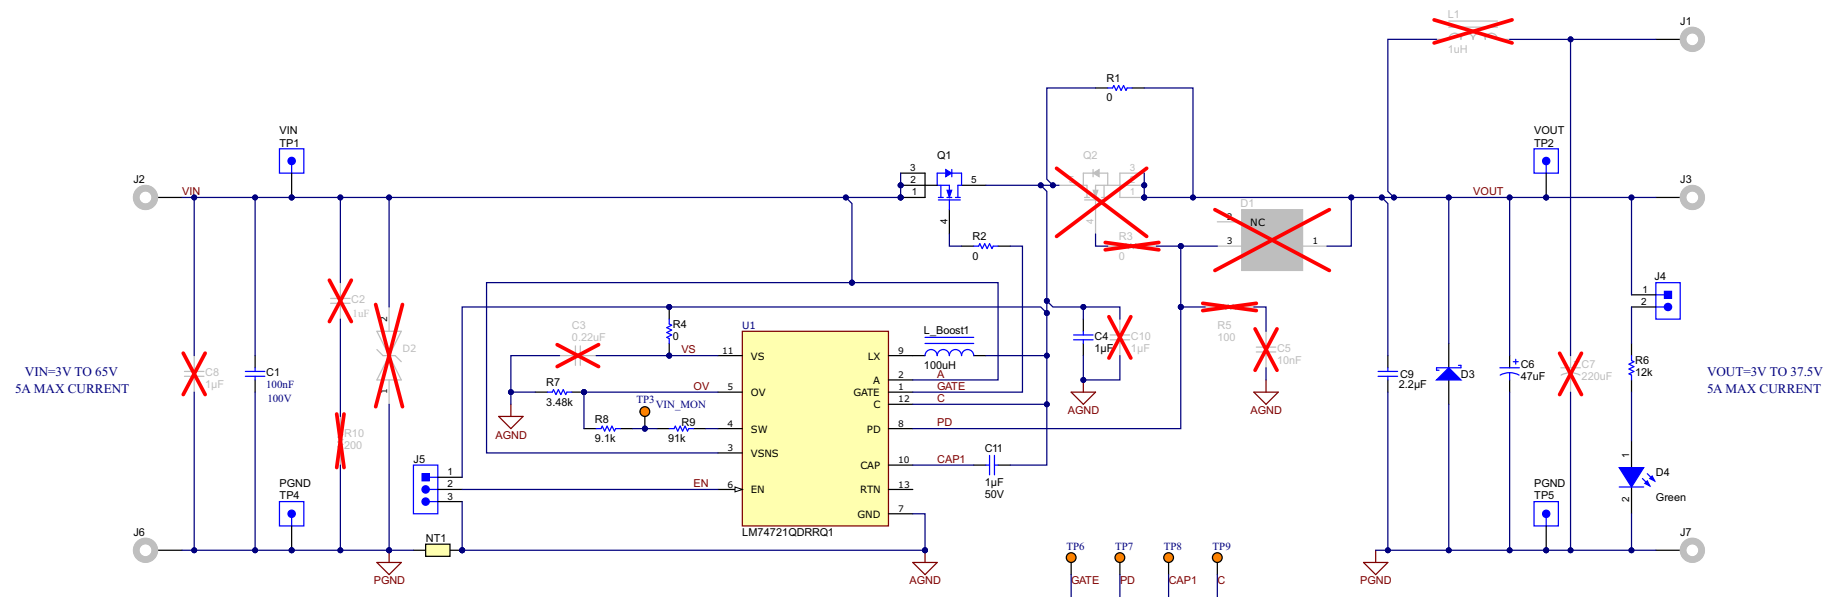 L1
1uH
J1
R1
0
VIN
TP1
VOUT
TP2
Q1
Q2
J2
VIN
3
2
1
5
4
3
1
4
VOUT
J3
D1
NC
2
3
1
R2
0
R3
0
J4
1
2
C2
1uF
2
D2
1
C3
0.22uF
R4
0
VS
U1
L_Boost1
100uH
C4
1µF
C10
1µF
R5
100
C5
10nF
VIN=3V TO 65V
5A MAX CURRENT
C8
1µF
C1
100nF
100V
R7
3.48k
OV
TP3
VIN_MON
R8
9.1k
R9
91k
AGND
11
VS
5
OV
4
SW
3
VSNS
6
EN
LX
9
A
2
A
GATE
1
GATE
C
12
C
PD
8
PD
CAP
10
CAP1
RTN
13
GND
7
LM74721QDRRQ1
AGND
AGND
C9
2.2µF
D3
C6
47uF
C7
220uF
R6
12k
VOUT=3V TO 37.5V
5A MAX CURRENT
R10
200
J5
1
2
3
EN
C11
1µF
50V
1
D4
Green
2
PGND
TP4
PGND
TP5
J6
NT1
PGND
AGND
TP6
GATE
TP7
PD
TP8
CAP1
TP9
C
PGND
J7